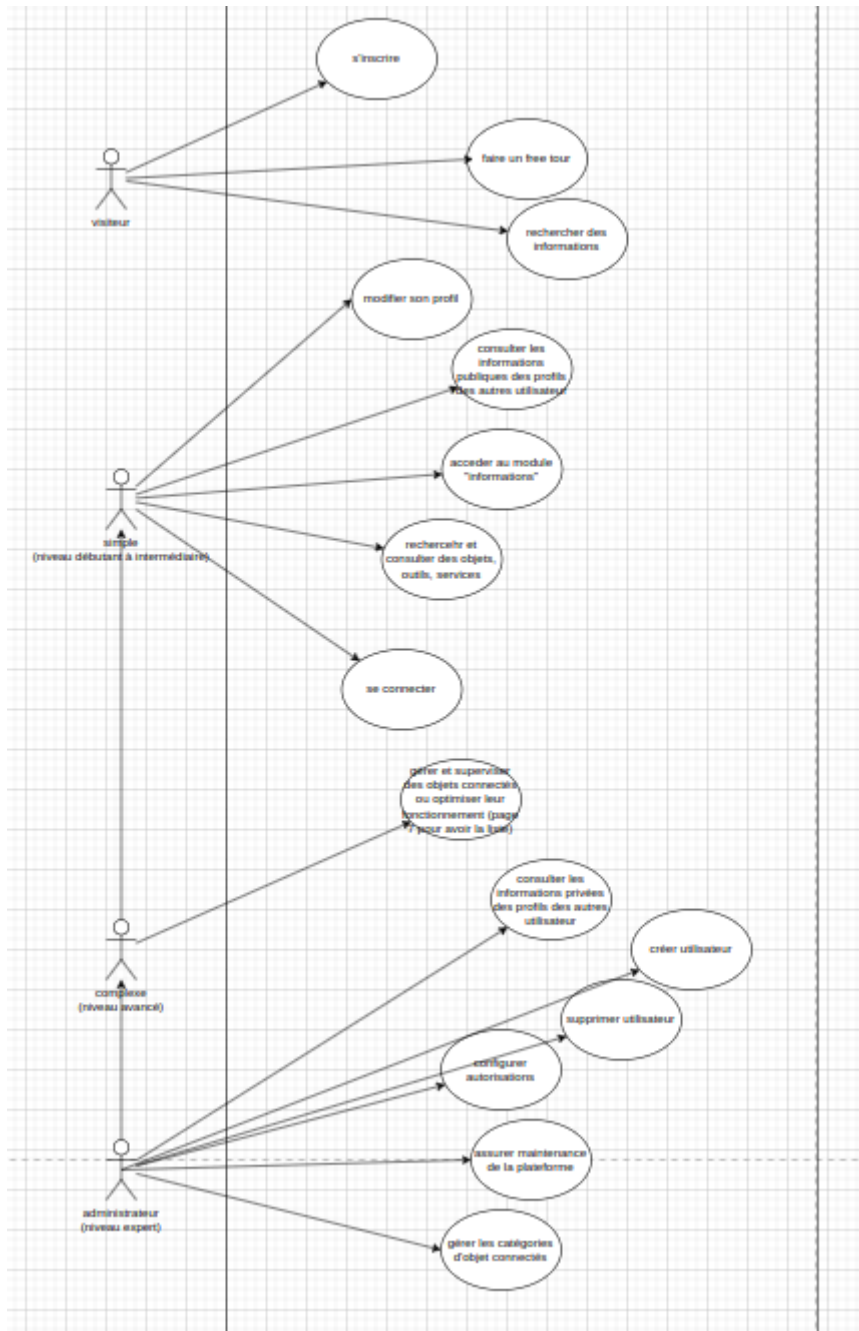 s'inscrire
faire un free tour
rechercher des
informations
visiteur
modifier son profil
consulter les
informations
publiques des profils
des autres utilisateur
acceder au module
"informations"
simple
(niveau débutant à intermédiaire)
rechercehr et
consulter des objets,
outils, services
se connecter
gérer et superviser
des objets connectés
ou optimiser leur
fonctionnement (page
7 pour avoir la liste)
consulter les
informations privées
des profils des autres
utilisateur
créer utilisateur
complexe
(niveau avancé)
supprimer utilisateur
configurer
autorisations
assurer maintenance
de la plateforme
administrateur
(niveau expert)
gérer les catégories
d'objet connectés